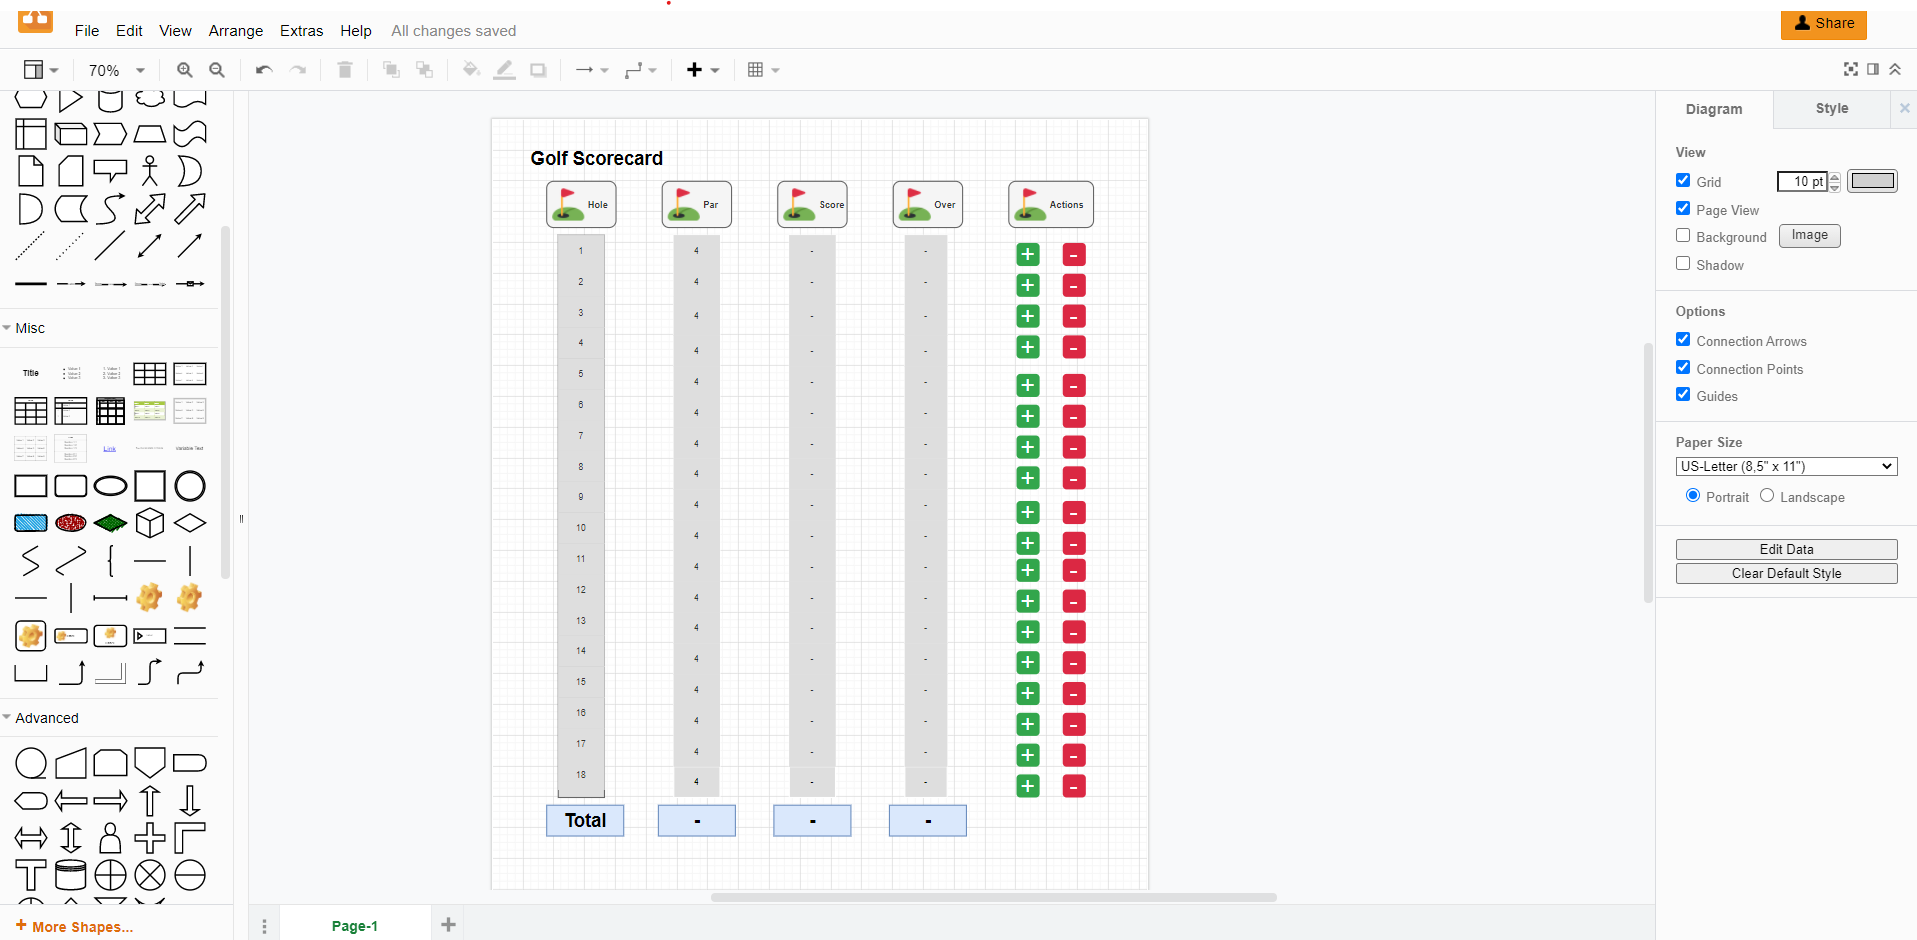 File Edit View Arrange Extras Help All changes saved
Share
70%
Diagram Style
Golf Scorecard
Hole Par Score Over Actions
1 4 - - + -
2 4 - - + -
3 4 - - + -
4 4 - - + -
5 4 - - + -
6 4 - - + -
7 4 - - + -
8 4 - - + -
9 4 - - + -
10 4 - - + -
11 4 - - + -
12 4 - - + -
13 4 - - + -
14 4 - - + -
15 4 - - + -
16 4 - - + -
17 4 - - + -
18 4 - - + -
Total - - -
Misc
Title
Link
Variable Text
Advanced
+ More Shapes...
Page-1
View
Grid 10 pt
Page View
Background Image
Shadow
Options
Connection Arrows
Connection Points
Guides
Paper Size
US-Letter (8,5" x 11")
Portrait Landscape
Edit Data
Clear Default Style